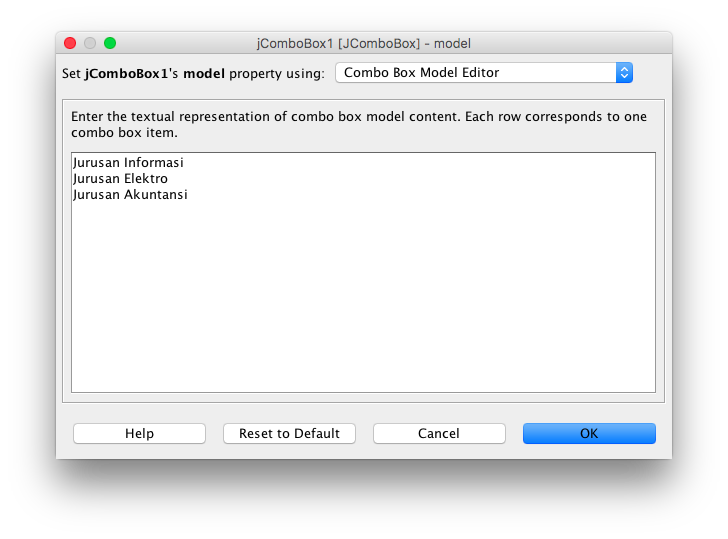 jComboBox1 [JComboBox] - model
Set jComboBox1's model property using: Combo Box Model Editor
Enter the textual representation of combo box model content. Each row corresponds to one
combo box item.
Jurusan Informasi
Jurusan Elektro
Jurusan Akuntansi
Help Reset to Default Cancel OK